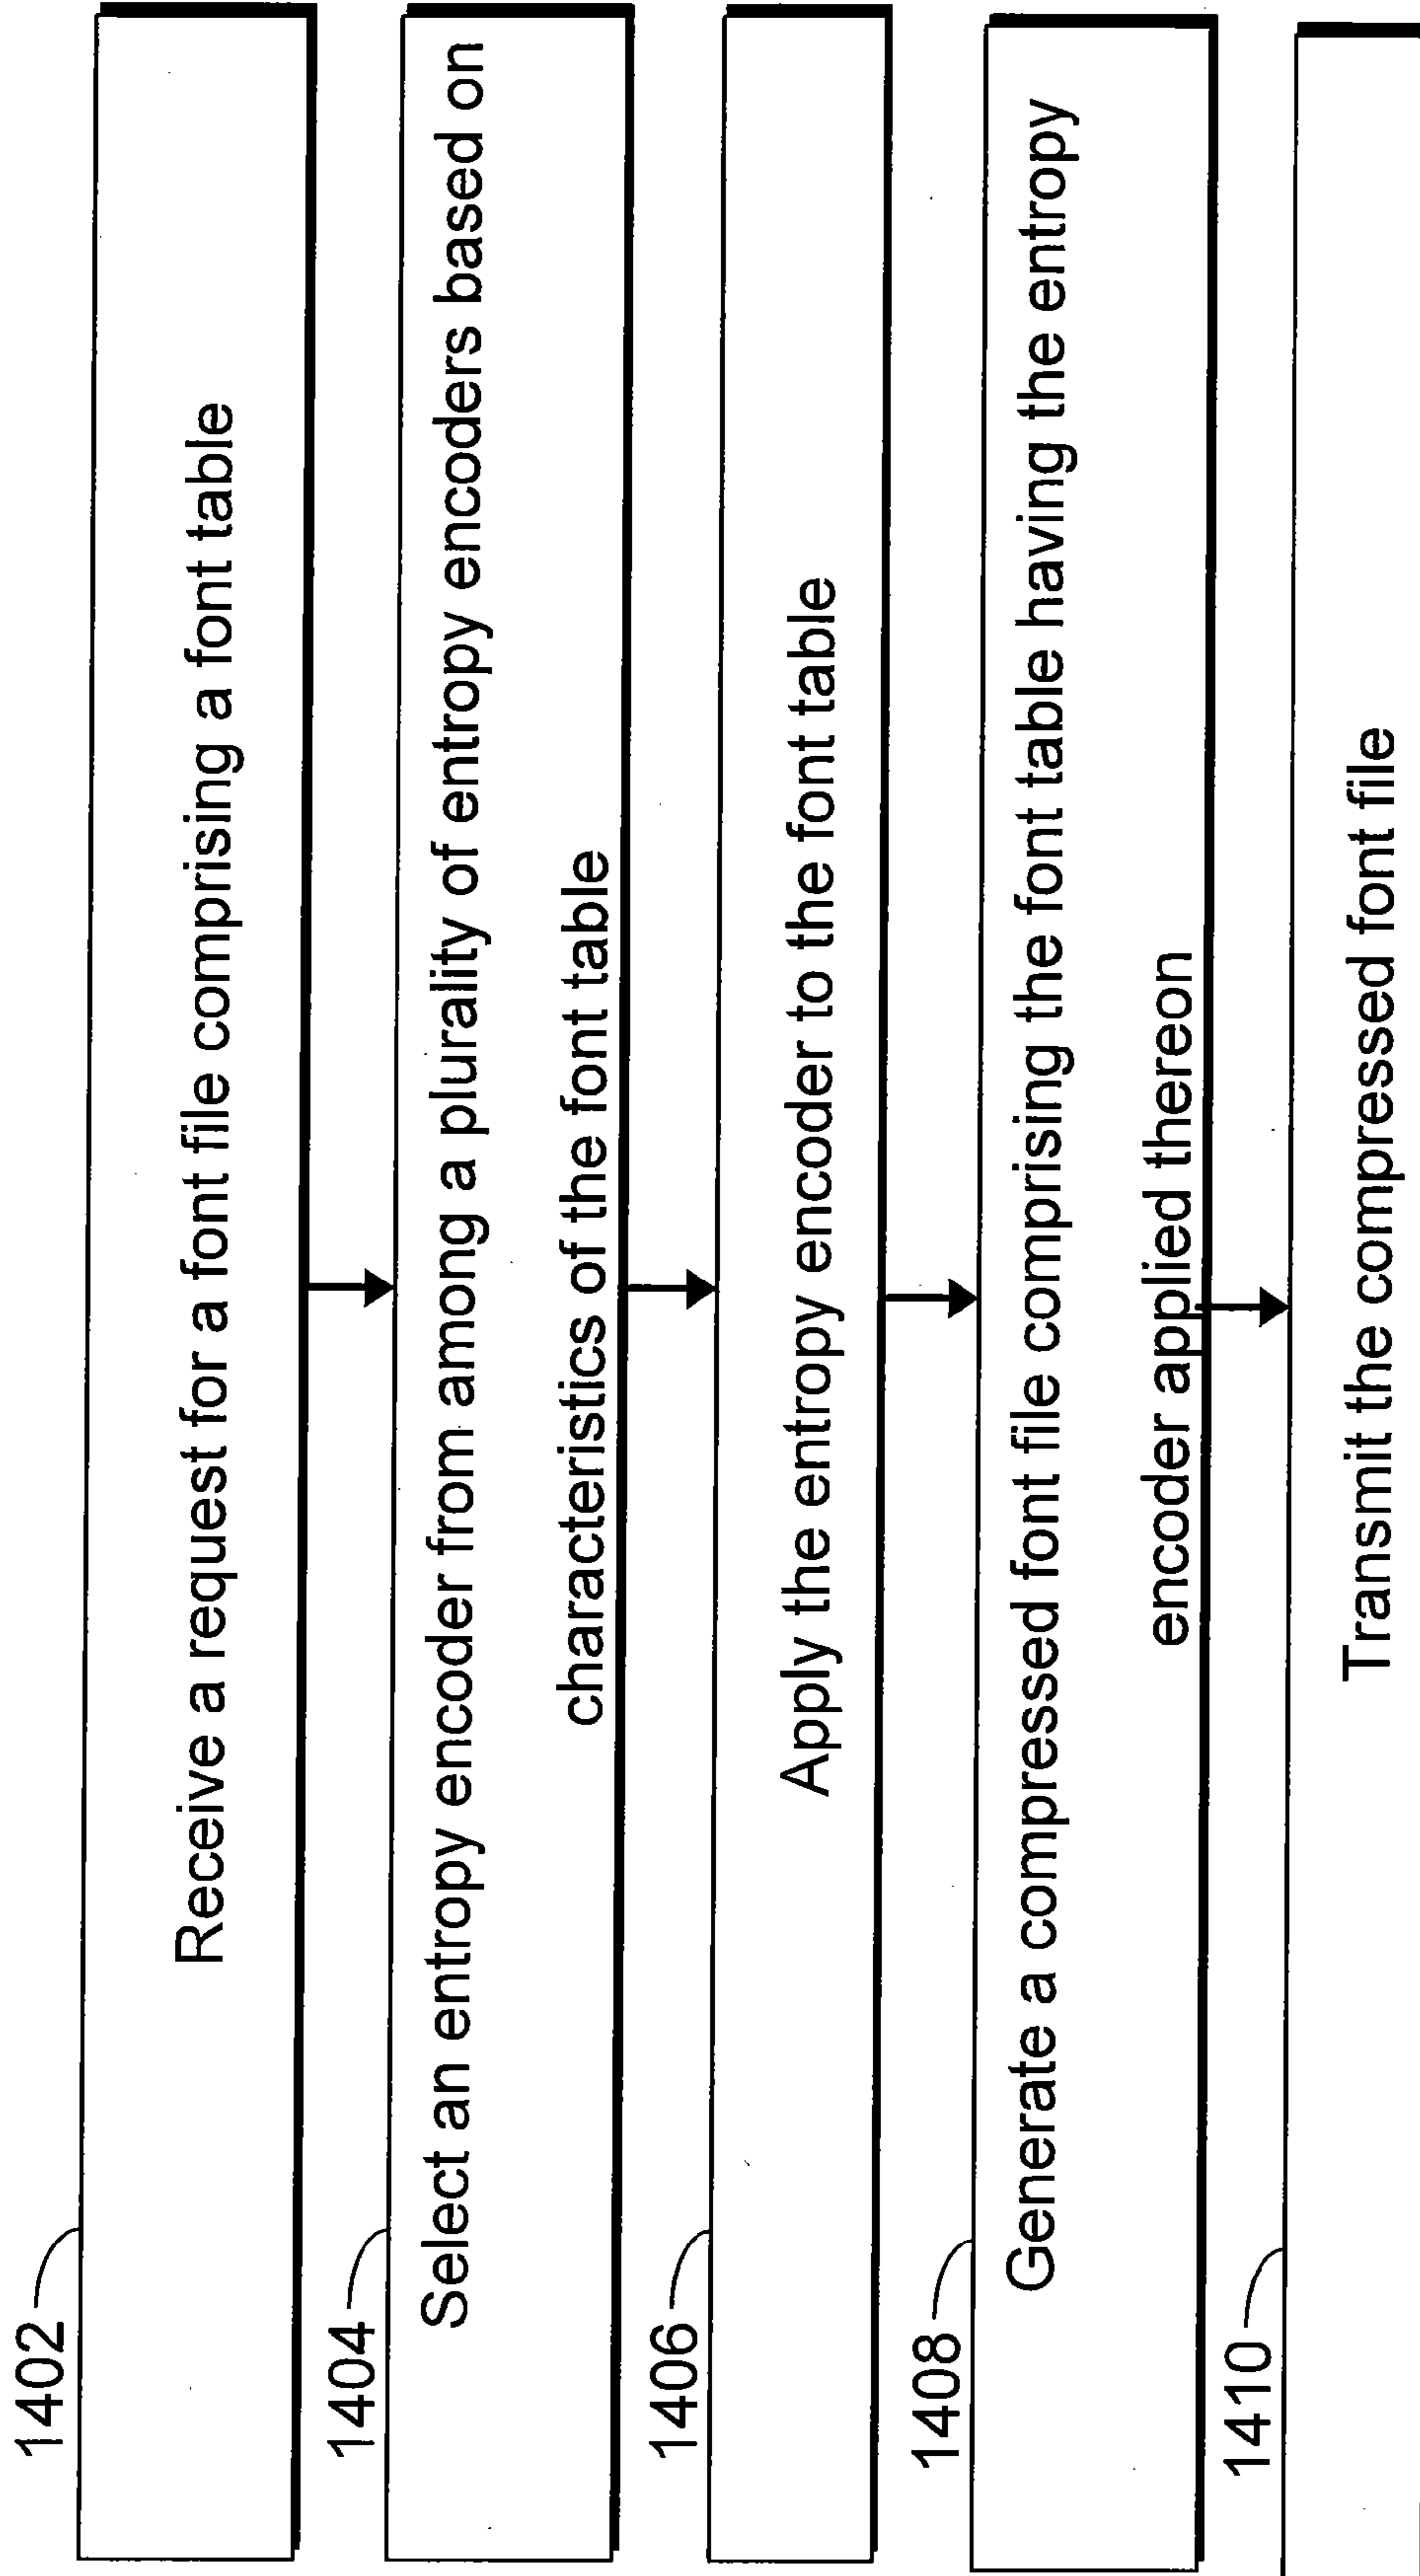 1402
Receive a request for a font file comprising a font table
1404
Select an entropy encoder from among a plurality of entropy encoders based on
characteristics of the font table
1406
Apply the entropy encoder to the font table
1408
Generate a compressed font file comprising the font table having the entropy
encoder applied thereon
1410
Transmit the compressed font file